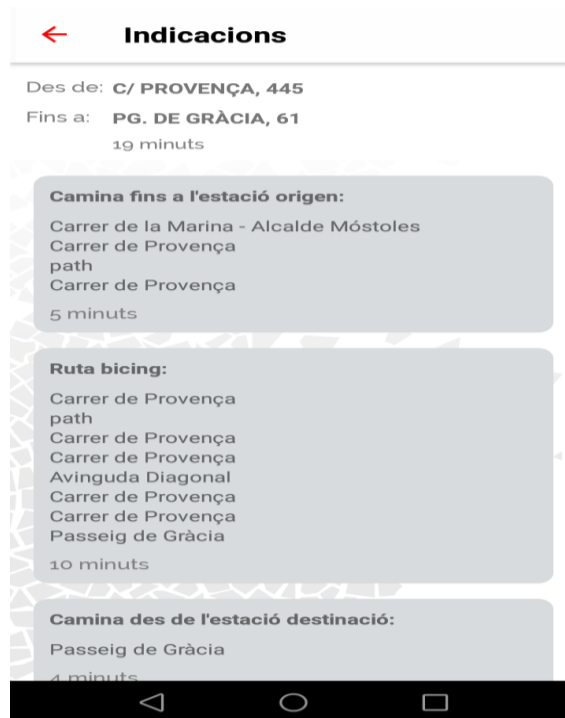 Indicacions
Des de: C/ PROVENÇA, 445
Fins a: PG. DE GRÀCIA, 61
19 minuts
Camina fins a l'estació origen:
Carrer de la Marina - Alcalde Móstoles
Carrer de Provença
path
Carrer de Provença
5 minuts
Ruta bicing:
Carrer de Provença
path
Carrer de Provença
Carrer de Provença
Avinguda Diagonal
Carrer de Provença
Carrer de Provença
Passeig de Gràcia
10 minuts
Camina des de l'estació destinació:
Passeig de Gràcia
4 minuts